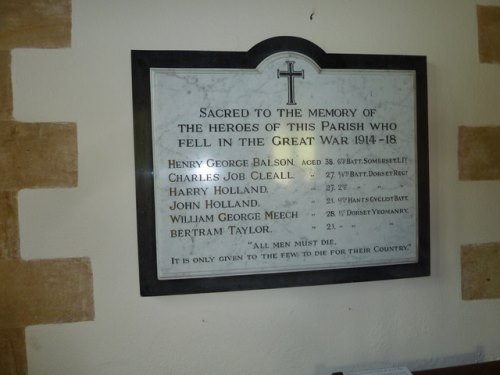 SACRED TO THE MEMORY OF
THE HEROES OF THIS PARISH WHO
FELL IN THE GREAT WAR 1914-18.
HENRY GEORGE BALSON. AGED 38. BATT. SOMERSET L.I.
CHARLES JOB CLEALL " 27. BATT. DORSET REGT
HARRY HOLLAND. " 27. 2ND " "
JOHN HOLLAND. " 21. HANTS CYCLIST BATT.
WILLIAM GEORGE MEECH " 28. DORSET YEOMANRY.
BERTRAM TAYLOR. " 21. " " "
"ALL MEN MUST DIE,
IT IS ONLY GIVEN TO THE FEW TO DIE FOR THEIR COUNTRY."